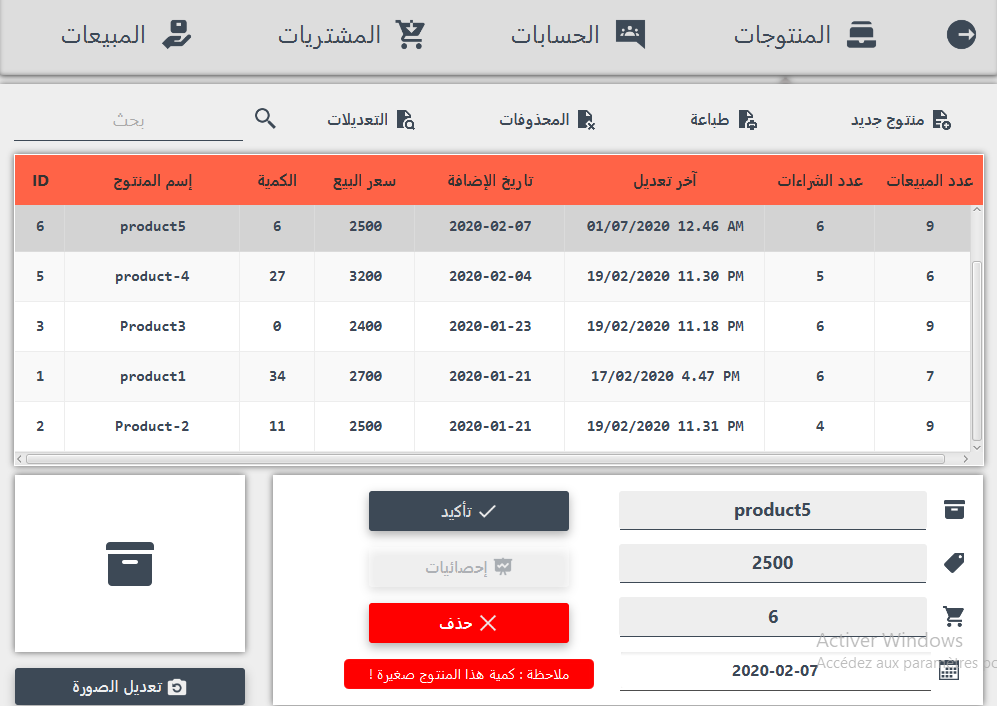 المنتوجات الحسابات المشتريات المبيعات
منتوج جديد طباعة المحذوفات التعديلات بحث
ID إسم المنتوج الكمية سعر البيع تاريخ الإضافة آخر تعديل عدد الشراءات عدد المبيعات
6 product5 6 2500 2020-02-07 01/07/2020 12.46 AM 6 9
5 product-4 27 3200 2020-02-04 19/02/2020 11.30 PM 5 6
3 Product3 0 2400 2020-01-23 19/02/2020 11.18 PM 6 9
1 product1 34 2700 2020-01-21 17/02/2020 4.47 PM 6 7
2 Product-2 11 2500 2020-01-21 19/02/2020 11.31 PM 4 9
product5
2500
6
2020-02-07
تأكيد
إحصائيات
حذف
ملاحظة : كمية هذا المنتوج صغيرة !
تعديل الصورة
Activer Windows
Accédez aux paramètres po